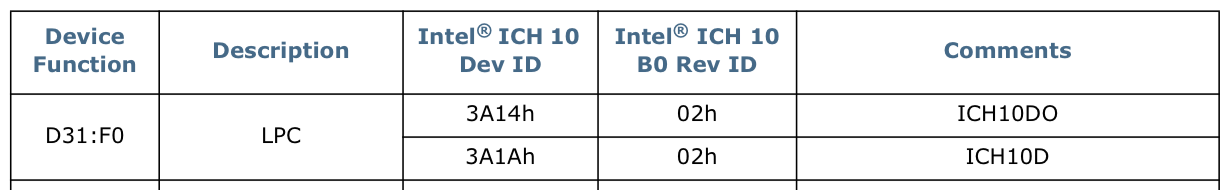 Device Function Description Intel® ICH 10 Dev ID Intel® ICH 10 B0 Rev ID Comments
D31:F0 LPC 3A14h 02h ICH10DO
3A1Ah 02h ICH10D